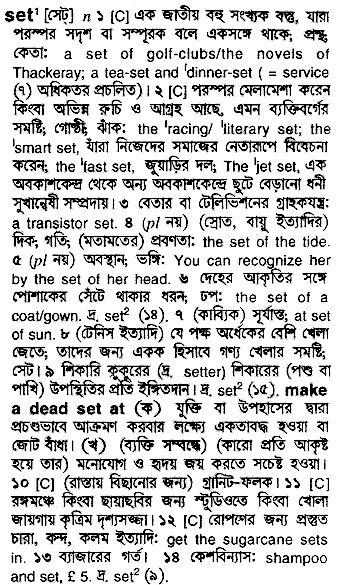 set¹ [সেট্] n ১ [C] এক জাতীয় বহু সংখ্যক বস্তু, যারা
পরস্পর সদৃশ বা সম্পূরক বলে একসঙ্গে থাকে; প্রস্থ;
কেতা: a set of golf-clubs/the novels of
Thackeray; a tea-set and ˈdinner-set ( = service
(৭) অধিকতর প্রচলিত)। ২ [C] পরস্পর মেলামেশা করেন
কিংবা অভিন্ন রুচি ও আগ্রহ আছে, এমন ব্যক্তিবর্গের
সমষ্টি; গোষ্ঠী; ঝাঁক: the ˈracing/ ˈliterary set; the
ˈsmart set, যাঁরা নিজেদের সমাজের নেতারূপে বিবেচনা
করেন; the ˈfast set, জুয়াড়ির দল; The ˈjet set, এক
অবকাশকেন্দ্র থেকে অন্য অবকাশকেন্দ্রে ছুটে বেড়ানো ধনী
সুখান্বেষী সম্প্রদায়। ৩ বেতার বা টেলিভিশনের গ্রাহকযন্ত্র:
a transistor set. ৪ (pl নয়) (স্রোত, বায়ু ইত্যাদির)
দিক; গতি; (মতামতের) প্রবণতা: the set of the tide.
৫ (pl নয়) অবস্থান; ভঙ্গি: You can recognize her
by the set of her head. ৬ দেহের আকৃতির সঙ্গে
পোশাকের সেঁটে থাকার ধরন; ঢপ: the set of a
coat/gown. দ্র. set² (১৪). ৭ (কাব্যিক) সূর্যাস্ত; at set
of sun. ৮ (টেনিস ইত্যাদি) যে পক্ষ অর্ধেকের বেশি খেলা
জেতে; তাদের জন্য একক হিসাবে গণ্য খেলার সমষ্টি;
সেট। ৯ শিকারি কুকুরের (দ্র. setter) শিকারের (পশু বা
পাখি) উপস্থিতির প্রতি ইঙ্গিতদান। দ্র. set² (১৫). make
a dead set at (ক) যুক্তি বা উপহাসের দ্বারা
প্রচণ্ডভাবে আক্রমণ করবার লক্ষ্যে একতাবদ্ধ হওয়া বা
জোট বাঁধা। (খ) (ব্যক্তি সম্বন্ধে) (কারো প্রতি আকৃষ্ট
হয়ে তার) মনোযোগ ও হৃদয় জয় করতে সচেষ্ট হওয়া।
১০ [C] (রাস্তায় বিছানোর জন্য) গ্রানিট-ফলক। ১১ [C]
রঙ্গমঞ্চে কিংবা ছায়াছবির জন্য স্টুডিওতে কিংবা খোলা
জায়গায় কৃত্রিম দৃশ্যসজ্জা। ১২ [C] রোপণের জন্য প্রস্তুত
চারা, কন্দ, কলম ইত্যাদি: get the sugarcane sets
in. ১৩ ব্যাজারের গর্ত। ১৪ কেশবিন্যাস: shampoo
and set, £ 5. দ্র. set² (৯).